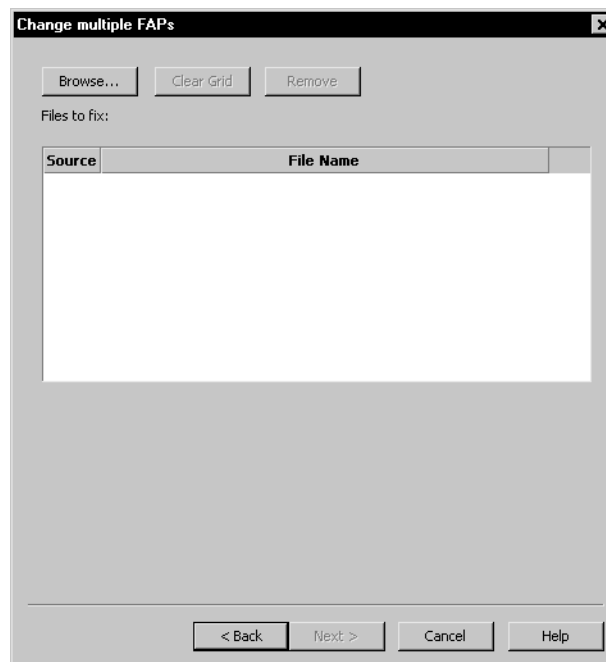 Change multiple FAPs
Browse... Clear Grid Remove
Files to fix:
Source File Name
< Back Next > Cancel Help